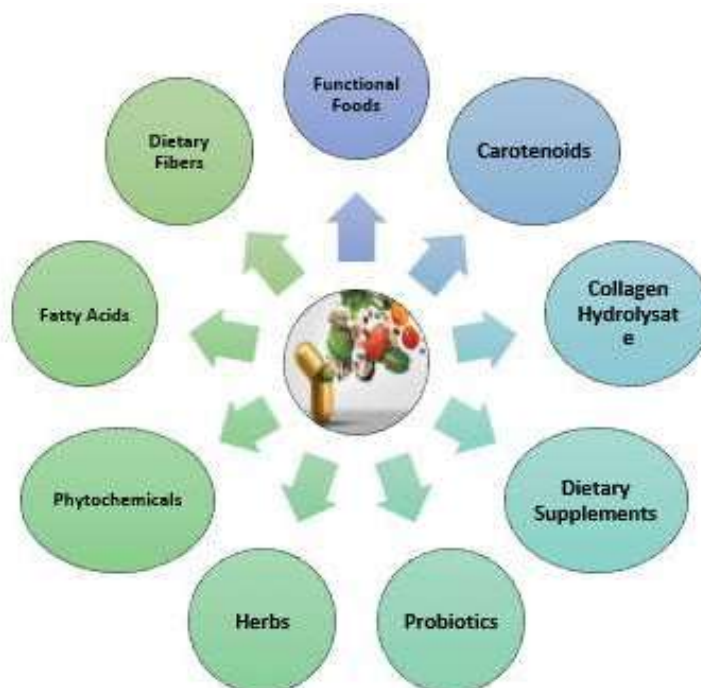 Functional
Foods
Carotenoids
Collagen
Hydrolysat
e
Dietary
Supplements
Probiotics
Herbs
Phytochemicals
Fatty Acids
Dietary
Fibers